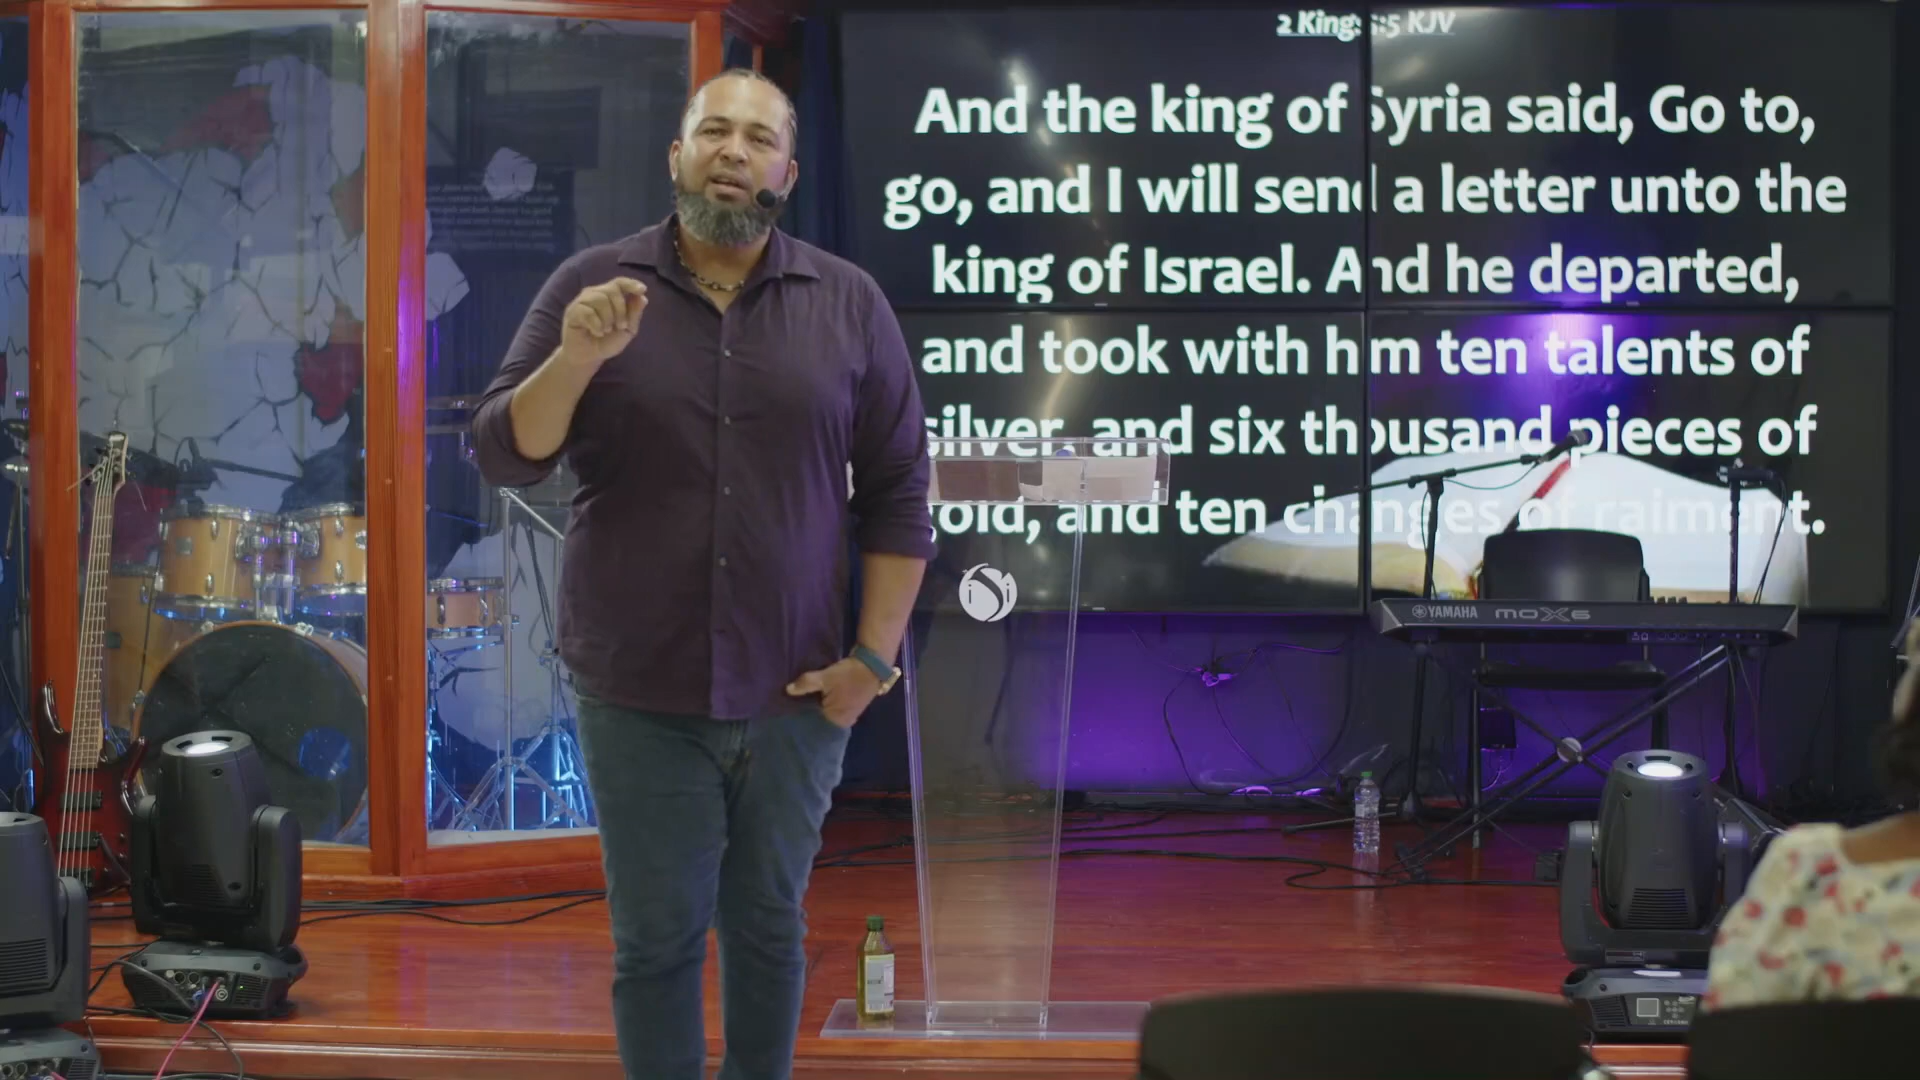 2 Kings 5:5 KJV
And the king of Syria said, Go to,
go, and I will send a letter unto the
king of Israel. And he departed,
and took with him ten talents of
silver, and six thousand pieces of
gold, and ten changes of raiment.
YAMAHA MOX6